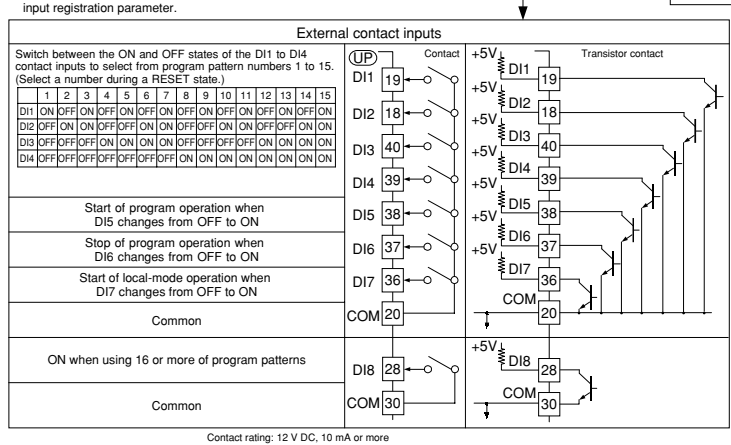 input registration parameter.
External contact inputs
Switch between the ON and OFF states of the DI1 to DI4
contact inputs to select from program pattern numbers 1 to 15.
(Select a number during a RESET state.)
1 2 3 4 5 6 7 8 9 10 11 12 13 14 15
DI1 ON OFF ON OFF ON OFF ON OFF ON OFF ON OFF ON OFF ON
DI2 OFF ON ON OFF OFF ON ON OFF OFF ON ON OFF OFF ON ON
DI3 OFF OFF OFF ON ON ON ON OFF OFF OFF OFF ON ON ON ON
DI4 OFF OFF OFF OFF OFF OFF OFF ON ON ON ON ON ON ON ON
Start of program operation when
DI5 changes from OFF to ON
Stop of program operation when
DI6 changes from OFF to ON
Start of local-mode operation when
DI7 changes from OFF to ON
Common
ON when using 16 or more of program patterns
Common
UP Contact
DI1 19
DI2 18
DI3 40
DI4 39
DI5 38
DI6 37
DI7 36
COM 20
DI8 28
COM 30
Transistor contact
+5V DI1 19
+5V DI2 18
+5V DI3 40
+5V DI4 39
+5V DI5 38
+5V DI6 37
+5V DI7 36
COM 20
+5V DI8 28
COM 30
Contact rating: 12 V DC, 10 mA or more